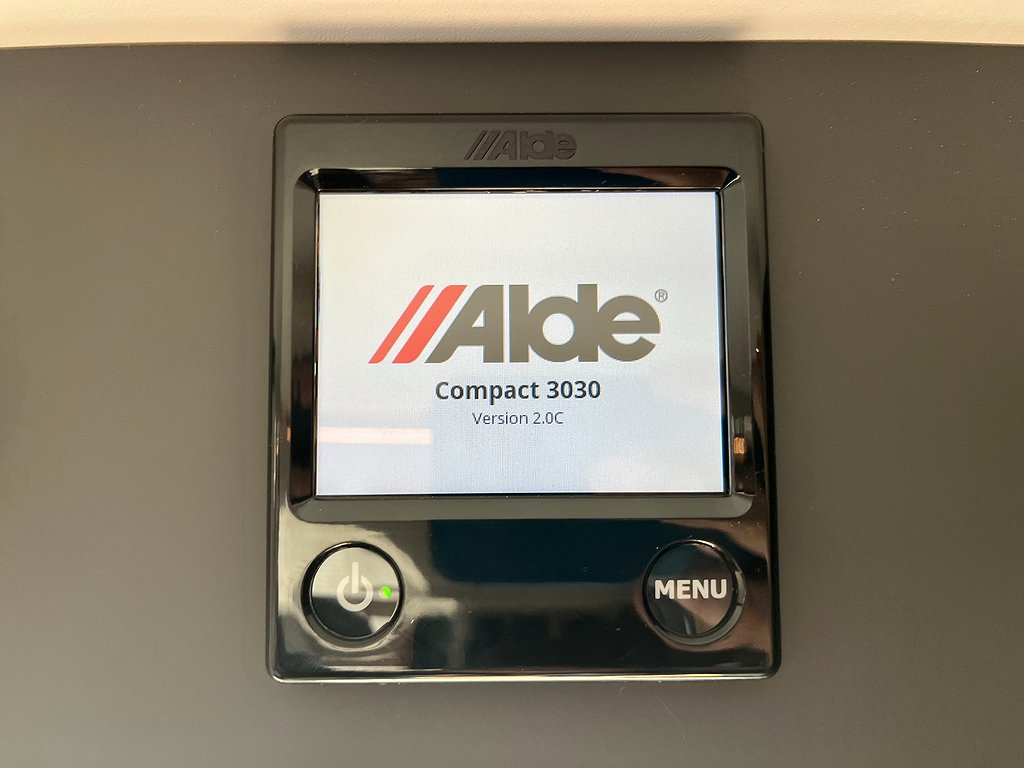 Alde
Alde®
Compact 3030
Version 2.0C
MENU